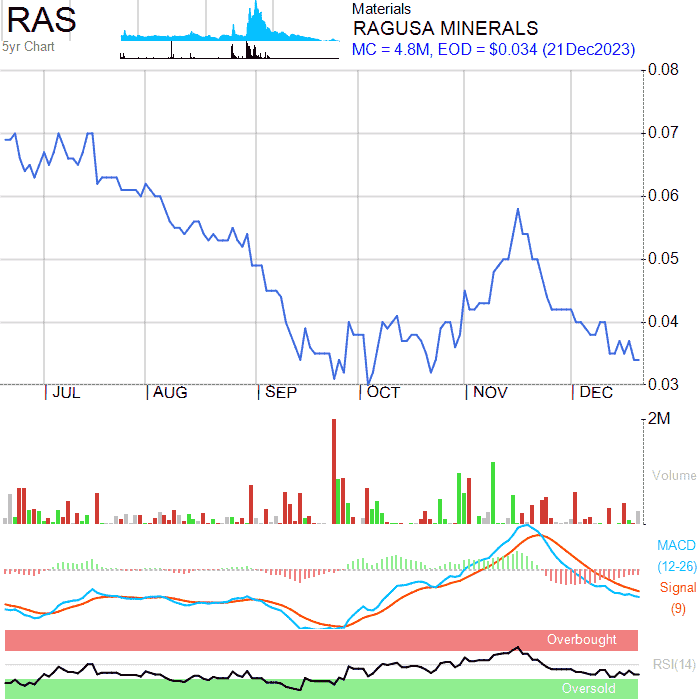 RAS
5yr Chart
Materials
RAGUSA MINERALS
MC = 4.8M, EOD = $0.034 (21Dec2023)
0.08
0.07
0.06
0.05
0.04
0.03
JUL AUG SEP OCT NOV DEC
2M
Volume
MACD
(12-26)
Signal
(9)
Overbought
RSI(14)
Oversold